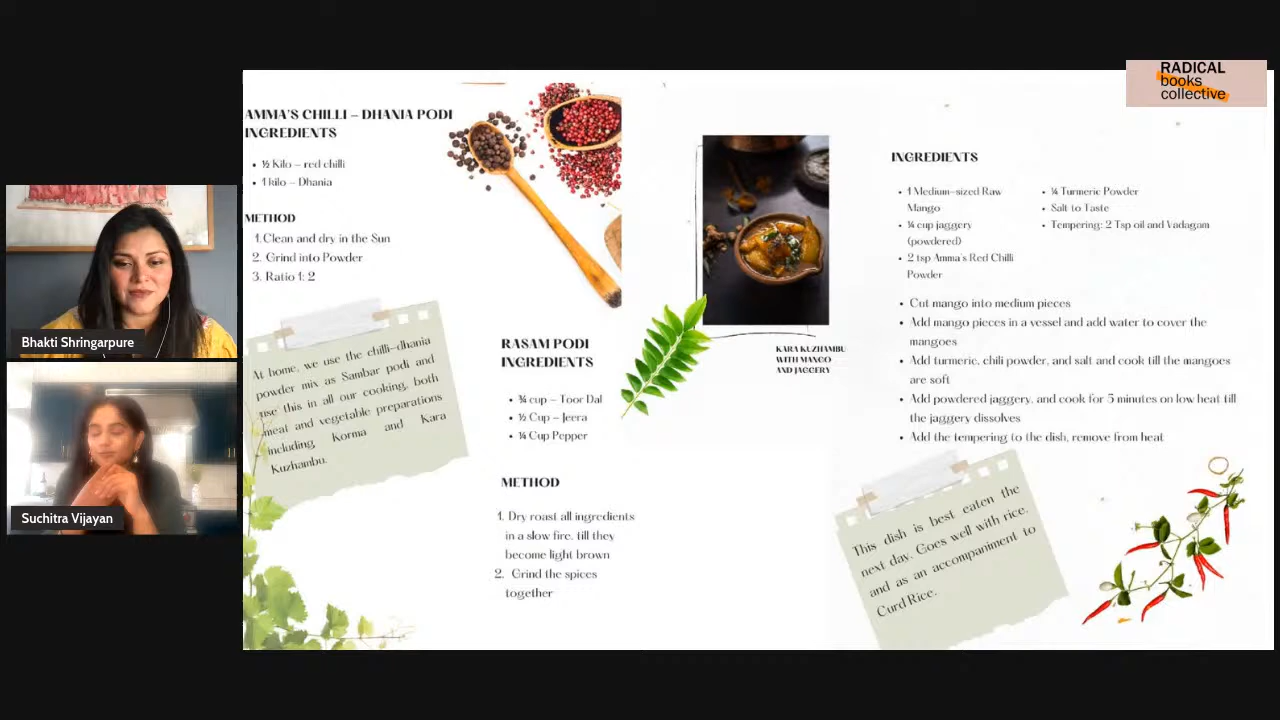 RADICAL
books
collective
AMMA'S CHILLI – DHANIA PODI
INGREDIENTS
• ½ Kilo – red chilli
• 1 kilo – Dhania
METHOD
1. Clean and dry in the Sun
2. Grind into Powder
3. Ratio 1: 2
At home, we use the chilli-dhania
powder mix as Sambar podi and
use this in all our cooking, both
meat and vegetable preparations
including Korma and Kara
Kuzhambu.
RASAM PODI
INGREDIENTS
• ¾ cup – Toor Dal
• ½ Cup – Jeera
• ¼ Cup Pepper
METHOD
1. Dry roast all ingredients
in a slow fire, till they
become light brown
2. Grind the spices
together
KARA KUZHAMBU
WITH MANGO
AND JAGGERY
INGREDIENTS
• 1 Medium-sized Raw
Mango
• ¼ cup jaggery
(powdered)
• 2 tsp Amma's Red Chilli
Powder
• ¼ Turmeric Powder
• Salt to Taste
• Tempering: 2 Tsp oil and Vadagam
• Cut mango into medium pieces
• Add mango pieces in a vessel and add water to cover the
mangoes
• Add turmeric, chili powder, and salt and cook till the mangoes
are soft
• Add powdered jaggery, and cook for 5 minutes on low heat till
the jaggery dissolves
• Add the tempering to the dish, remove from heat
This dish is best eaten the
next day. Goes well with rice,
and as an accompaniment to
Curd Rice.
Bhakti Shringarpure
Suchitra Vijayan